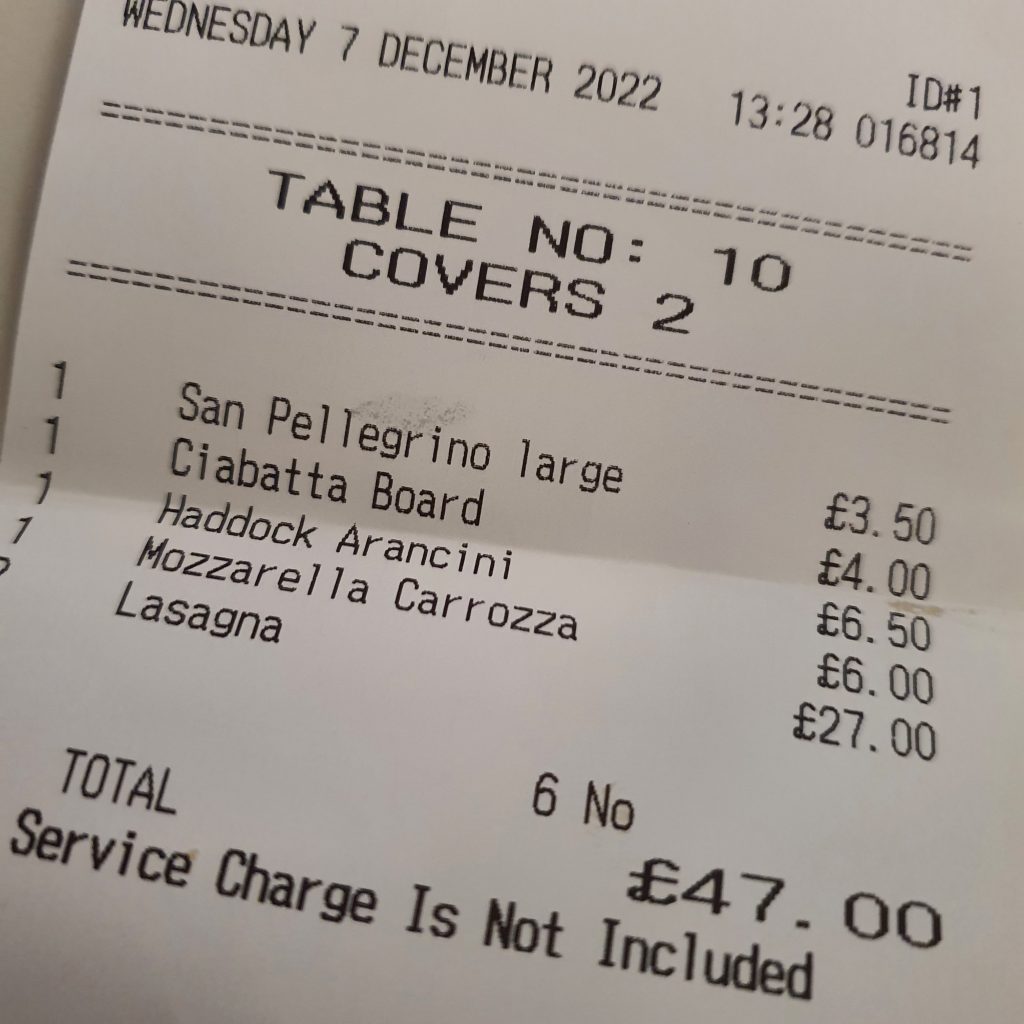 WEDNESDAY 7 DECEMBER 2022 ID#1
13:28 016814
TABLE NO: 10
COVERS 2
1 San Pellegrino large £3.50
1 Ciabatta Board £4.00
1 Haddock Arancini £6.50
1 Mozzarella Carrozza £6.00
Lasagna £27.00
6 No
TOTAL £47.00
Service Charge Is Not Included